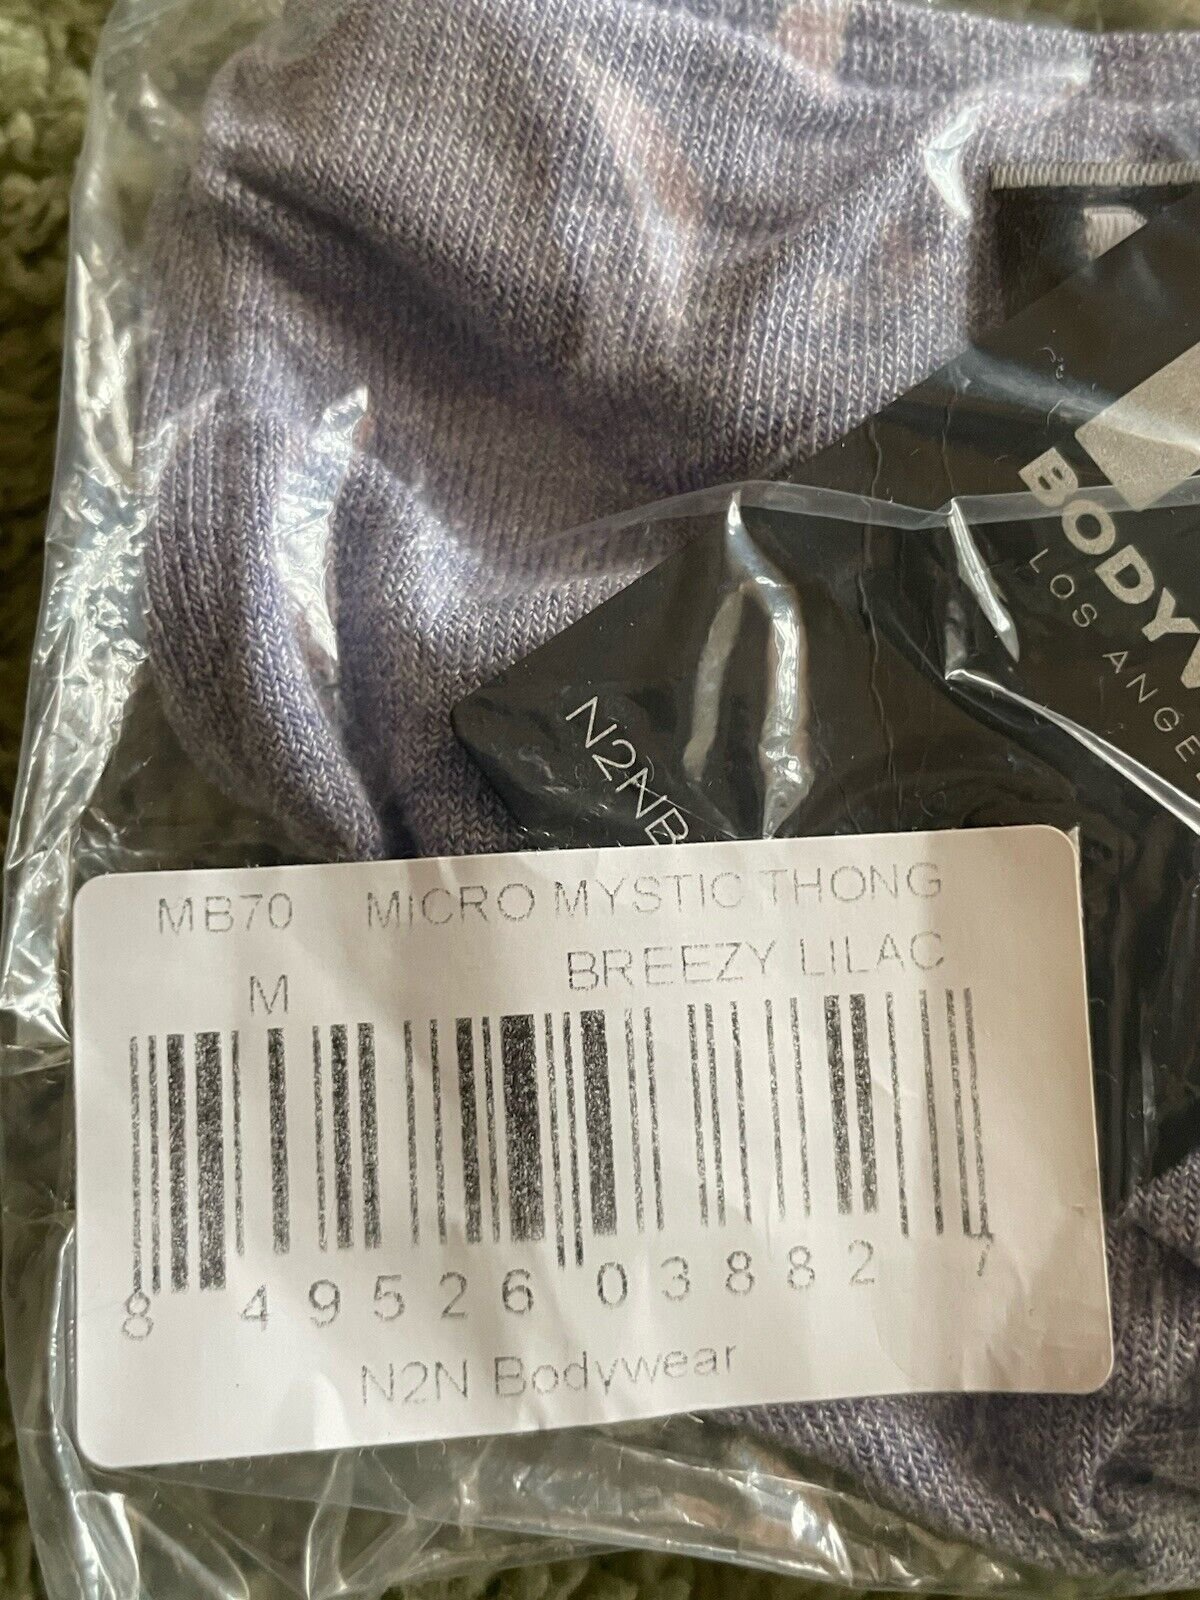 BODYW
LOS ANGE
N2NB
MB70 MICRO MYSTIC THONG
M BREEZY LILAC
8 49526 03882 7
N2N Bodywear